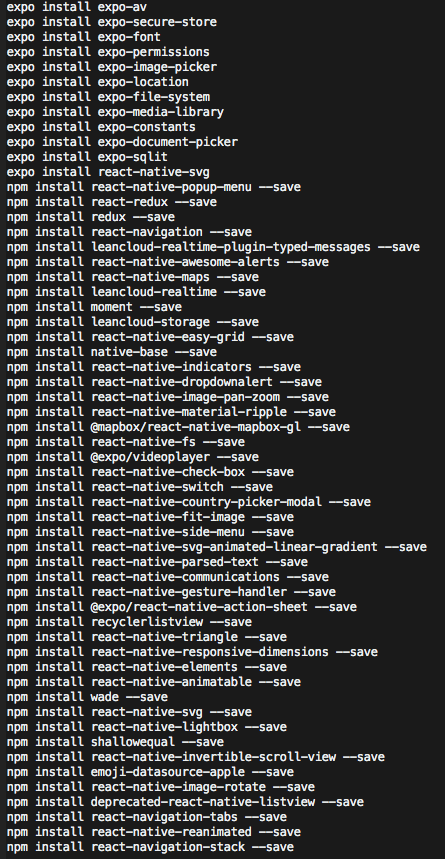 expo install expo-av
expo install expo-secure-store
expo install expo-font
expo install expo-permissions
expo install expo-image-picker
expo install expo-location
expo install expo-file-system
expo install expo-media-library
expo install expo-constants
expo install expo-document-picker
expo install expo-sqlit
expo install react-native-svg
npm install react-native-popup-menu --save
npm install react-redux --save
npm install redux --save
npm install react-navigation --save
npm install leancloud-realtime-plugin-typed-messages --save
npm install react-native-awesome-alerts --save
npm install react-native-maps --save
npm install leancloud-realtime --save
npm install moment --save
npm install leancloud-storage --save
npm install react-native-easy-grid --save
npm install native-base --save
npm install react-native-indicators --save
npm install react-native-dropdownalert --save
npm install react-native-image-pan-zoom --save
npm install react-native-material-ripple --save
npm install @mapbox/react-native-mapbox-gl --save
npm install react-native-fs --save
npm install @expo/videoplayer --save
npm install react-native-check-box --save
npm install react-native-switch --save
npm install react-native-country-picker-modal --save
npm install react-native-fit-image --save
npm install react-native-side-menu --save
npm install react-native-svg-animated-linear-gradient --save
npm install react-native-parsed-text --save
npm install react-native-communications --save
npm install react-native-gesture-handler --save
npm install @expo/react-native-action-sheet --save
npm install recyclerlistview --save
npm install react-native-triangle --save
npm install react-native-responsive-dimensions --save
npm install react-native-elements --save
npm install react-native-animatable --save
npm install wade --save
npm install react-native-svg --save
npm install react-native-lightbox --save
npm install shallowequal --save
npm install react-native-invertible-scroll-view --save
npm install emoji-datasource-apple --save
npm install react-native-image-rotate --save
npm install deprecated-react-native-listview --save
npm install react-navigation-tabs --save
npm install react-native-reanimated --save
npm install react-navigation-stack --save